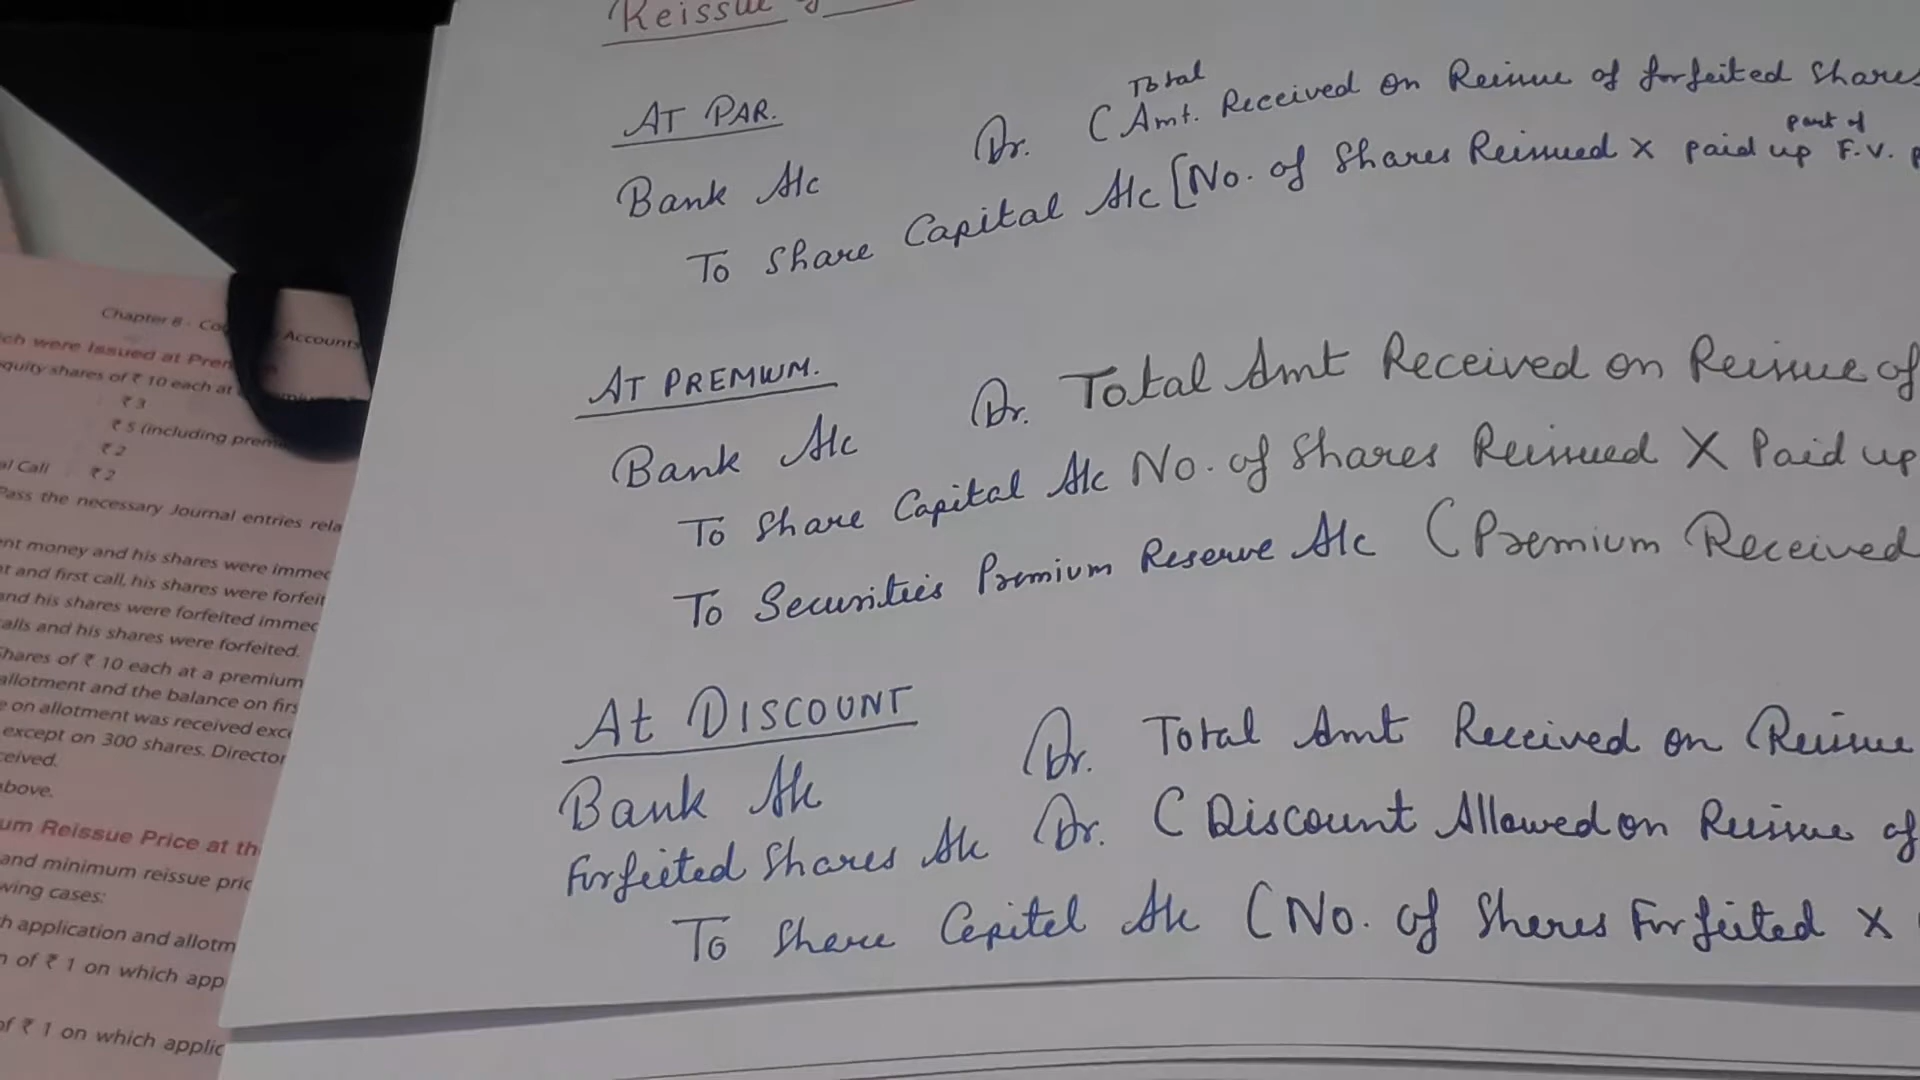 Reissue
AT PAR.
Bank A/c Dr. (Total Amt. Received on Reissue of forfeited Shares
To Share Capital A/c [No. of Shares Reissued X paid up part of F.V.
AT PREMIUM.
Bank A/c Dr. Total Amt Received on Reissue of
To Share Capital A/c No. of Shares Reissued X Paid up
To Securities Premium Reserve A/c (Premium Received
At DISCOUNT
Bank A/c Dr. Total Amt Received on Reissue
Forfeited Shares A/c Dr. (Discount Allowed on Reissue of
To Share Capital A/c (No. of Shares Forfeited X
Chapter 8 - Accounts
ch were Issued at Prem
quity shares of ₹ 10 each at
₹ 3
₹ 5 (including prem
₹ 2
al Call ₹ 2
Pass the necessary Journal entries rela
nt money and his shares were immed
t and first call, his shares were forfeit
and his shares were forfeited immed
alls and his shares were forfeited.
hares of ₹ 10 each at a premium
allotment and the balance on firs
e on allotment was received exc
except on 300 shares. Director
ceived.
above.
um Reissue Price at th
and minimum reissue pric
wing cases:
h application and allotm
n of ₹ 1 on which app
of ₹ 1 on which applic